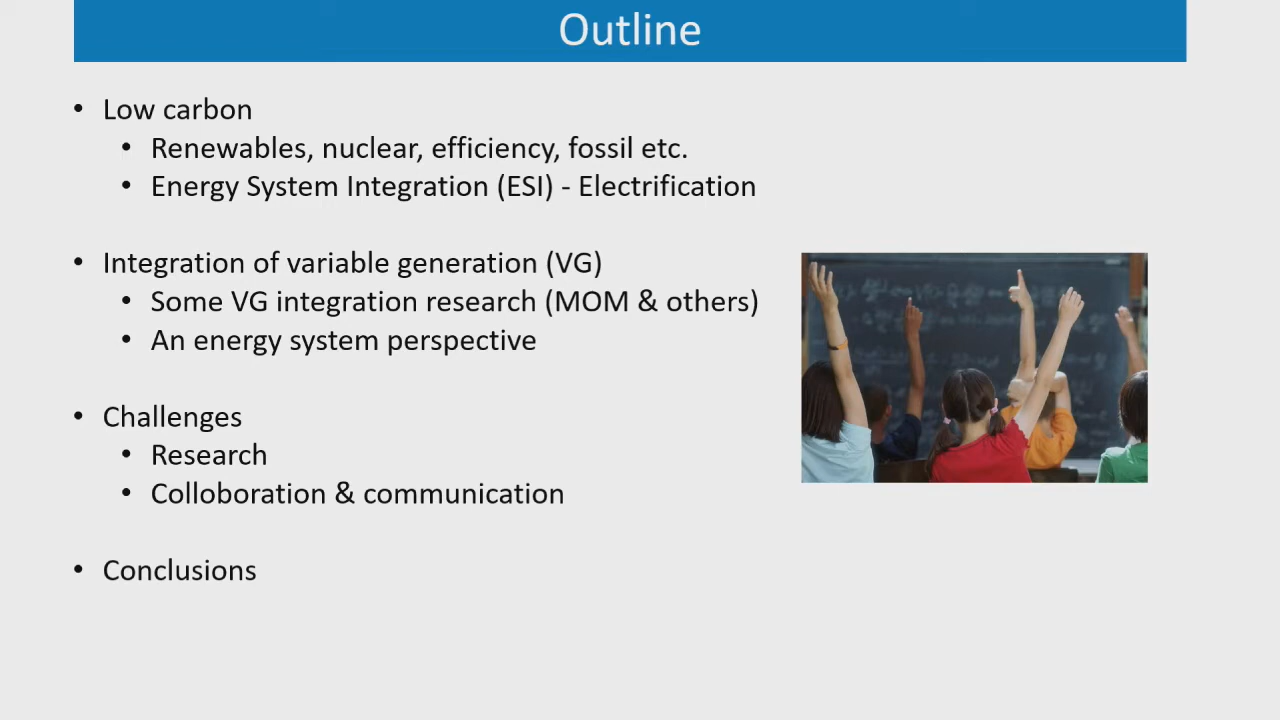 Outline
• Low carbon
• Renewables, nuclear, efficiency, fossil etc.
• Energy System Integration (ESI) - Electrification
• Integration of variable generation (VG)
• Some VG integration research (MOM & others)
• An energy system perspective
• Challenges
• Research
• Colloboration & communication
• Conclusions